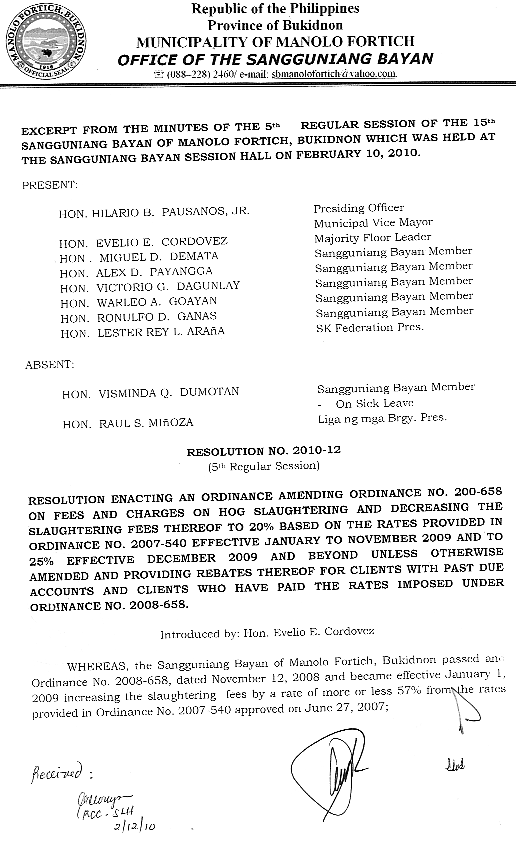 MANOLO FORTICH, BUKIDNON
OFFICIAL SEAL
Republic of the Philippines
Province of Bukidnon
MUNICIPALITY OF MANOLO FORTICH
OFFICE OF THE SANGGUNIANG BAYAN
☏ (088–228) 2460/ e-mail: sbmanolofortich@yahoo.com.
EXCERPT FROM THE MINUTES OF THE 5th REGULAR SESSION OF THE 15th
SANGGUNIANG BAYAN OF MANOLO FORTICH, BUKIDNON WHICH WAS HELD AT
THE SANGGUNIANG BAYAN SESSION HALL ON FEBRUARY 10, 2010.
PRESENT:
HON. HILARIO B. PAUSANOS, JR. Presiding Officer
Municipal Vice Mayor
HON. EVELIO E. CORDOVEZ Majority Floor Leader
HON . MIGUEL D. DEMATA Sangguniang Bayan Member
HON. ALEX D. PAYANGGA Sangguniang Bayan Member
HON. VICTORIO G. DAGUNLAY Sangguniang Bayan Member
HON. WARLEO A. GOAYAN Sangguniang Bayan Member
HON. RONULFO D. GANAS Sangguniang Bayan Member
HON. LESTER REY L. ARAñA SK Federation Pres.
ABSENT:
HON. VISMINDA Q. DUMOTAN Sangguniang Bayan Member
- On Sick Leave
HON. RAUL S. MIñOZA Liga ng mga Brgy. Pres.
RESOLUTION NO. 2010-12
(5th Regular Session)
RESOLUTION ENACTING AN ORDINANCE AMENDING ORDINANCE NO. 200-658
ON FEES AND CHARGES ON HOG SLAUGHTERING AND DECREASING THE
SLAUGHTERING FEES THEREOF TO 20% BASED ON THE RATES PROVIDED IN
ORDINANCE NO. 2007-540 EFFECTIVE JANUARY TO NOVEMBER 2009 AND TO
25% EFFECTIVE DECEMBER 2009 AND BEYOND UNLESS OTHERWISE
AMENDED AND PROVIDING REBATES THEREOF FOR CLIENTS WITH PAST DUE
ACCOUNTS AND CLIENTS WHO HAVE PAID THE RATES IMPOSED UNDER
ORDINANCE NO. 2008-658.
Introduced by: Hon. Evelio E. Cordovez
WHEREAS, the Sangguniang Bayan of Manolo Fortich, Bukidnon passed and
Ordinance No. 2008-658, dated November 12, 2008 and became effective January 1,
2009 increasing the slaughtering fees by a rate of more or less 57% from the rates
provided in Ordinance No. 2007-540 approved on June 27, 2007;
Received :
2/12/10